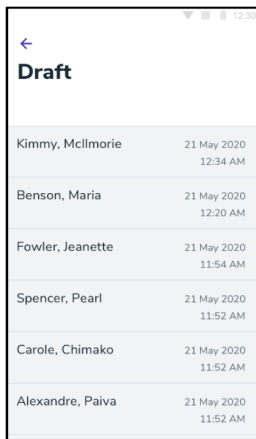 12:30
Draft
Kimmy, McIlmorie 21 May 2020
12:34 AM
Benson, Maria 21 May 2020
12:20 AM
Fowler, Jeanette 21 May 2020
11:54 AM
Spencer, Pearl 21 May 2020
11:52 AM
Carole, Chimako 21 May 2020
11:52 AM
Alexandre, Paiva 21 May 2020
11:52 AM